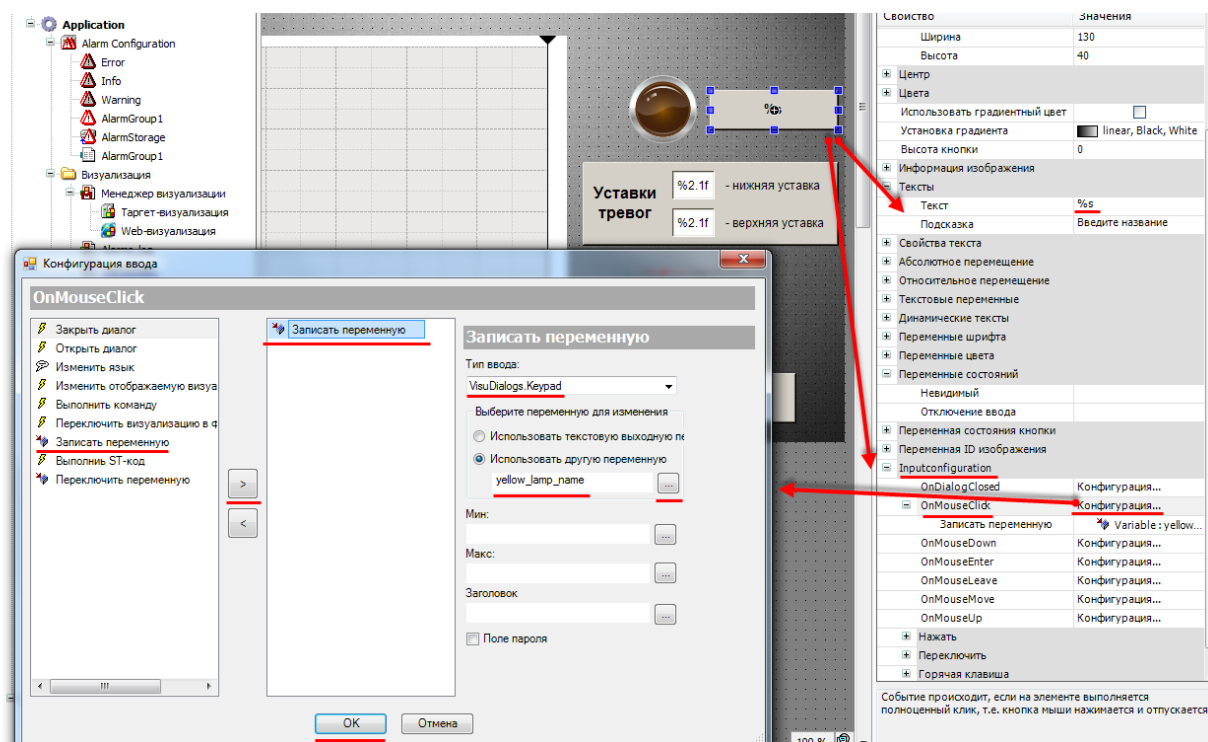 Application
Alarm Configuration
Error
Info
Warning
AlarmGroup1
AlarmStorage
AlarmGroup1
Визуализация
Менеджер визуализации
Таргет-визуализация
Web-визуализация
%s
Уставки
тревог
%2.1f - нижняя уставка
%2.1f - верхняя уставка
Свойство Значения
Ширина 130
Высота 40
Центр
Цвета
Использовать градиентный цвет
Установка градиента linear, Black, White
Высота кнопки 0
Информация изображения
Тексты
Текст %s
Подсказка Введите название
Свойства текста
Абсолютное перемещение
Относительное перемещение
Текстовые переменные
Динамические тексты
Переменные шрифта
Переменные цвета
Переменные состояний
Невидимый
Отключение ввода
Переменная состояния кнопки
Переменная ID изображения
Inputconfiguration
OnDialogClosed Конфигурация...
OnMouseClick Конфигурация...
Записать переменную Variable : yellow...
OnMouseDown Конфигурация...
OnMouseEnter Конфигурация...
OnMouseLeave Конфигурация...
OnMouseMove Конфигурация...
OnMouseUp Конфигурация...
Нажать
Переключить
Горячая клавиша
Событие происходит, если на элементе выполняется
полноценный клик, т.е. кнопка мыши нажимается и отпускается
Конфигурация ввода
OnMouseClick
Закрыть диалог
Открыть диалог
Изменить язык
Изменить отображаемую визуа
Выполнить команду
Переключить визуализацию в ф
Записать переменную
Выполниь ST-код
Переключить переменную
>
<
Записать переменную
Записать переменную
Тип ввода:
VisuDialogs.Keypad
Выберите переменную для изменения
Использовать текстовую выходную пе
Использовать другую переменную
yellow_lamp_name ...
Мин:
...
Макс:
...
Заголовок
...
Поле пароля
OK Отмена
100 %